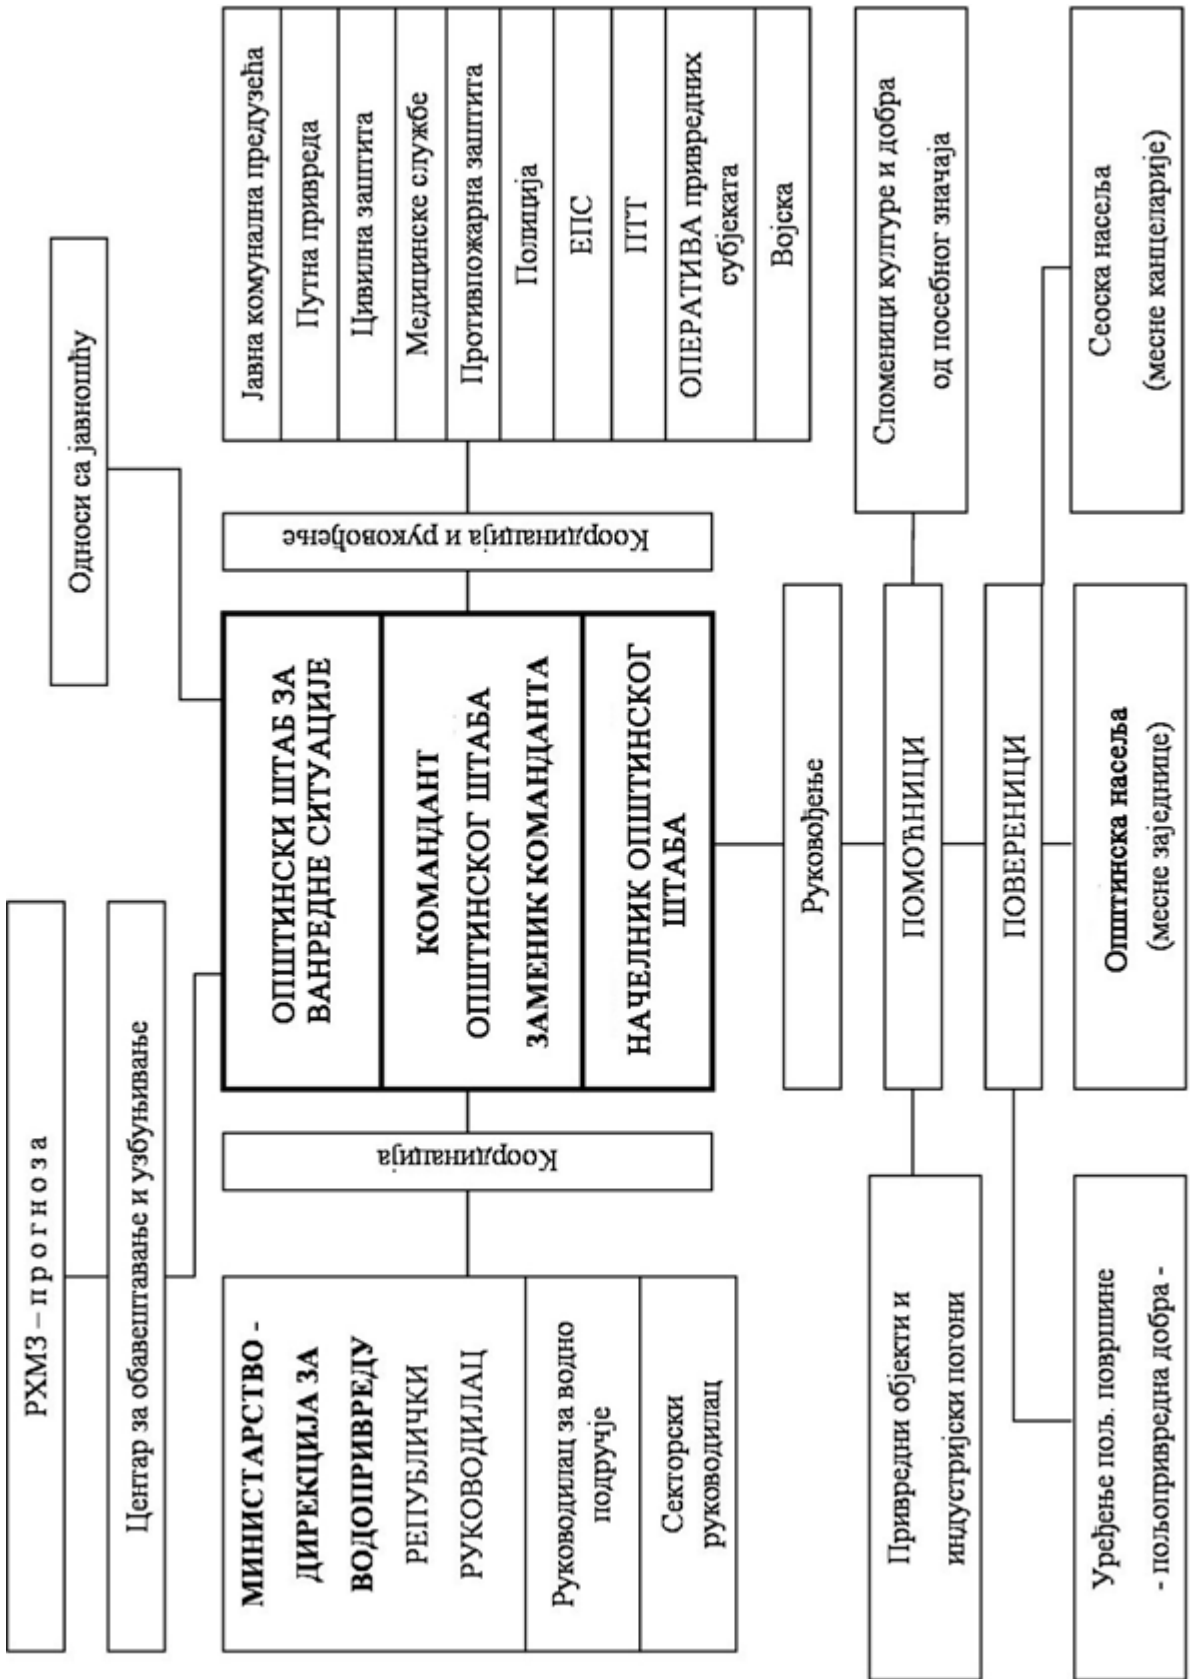 РХМЗ – п р о г н о з а
Центар за обавештавање и узбуњивање
Односи са јавношћу
МИНИСТАРСТВО -
ДИРЕКЦИЈА ЗА
ВОДОПРИВРЕДУ
РЕПУБЛИЧКИ
РУКОВОДИЛАЦ
Руководилац за водно
подручје
Секторски
руководилац
Координација
ОПШТИНСКИ ШТАБ ЗА
ВАНРЕДНЕ СИТУАЦИЈЕ
КОМАНДАНТ
ОПШТИНСКОГ ШТАБА
ЗАМЕНИК КОМАНДАНТА
НАЧЕЛНИК ОПШТИНСКОГ
ШТАБА
Координација и руковођење
Јавна комунална предузећа
Путна привреда
Цивилна заштита
Медицинске службе
Противпожарна заштита
Полиција
ЕПС
ПТТ
ОПЕРАТИВА привредних
субјеката
Војска
Руковођење
Привредни објекти и
индустријски погони
ПОМОЋНИЦИ
Споменици културе и добра
од посебног значаја
ПОВЕРЕНИЦИ
Уређење пољ. површине
- пољопривредна добра -
Општинска насеља
(месне заједнице)
Сеоска насеља
(месне канцеларије)